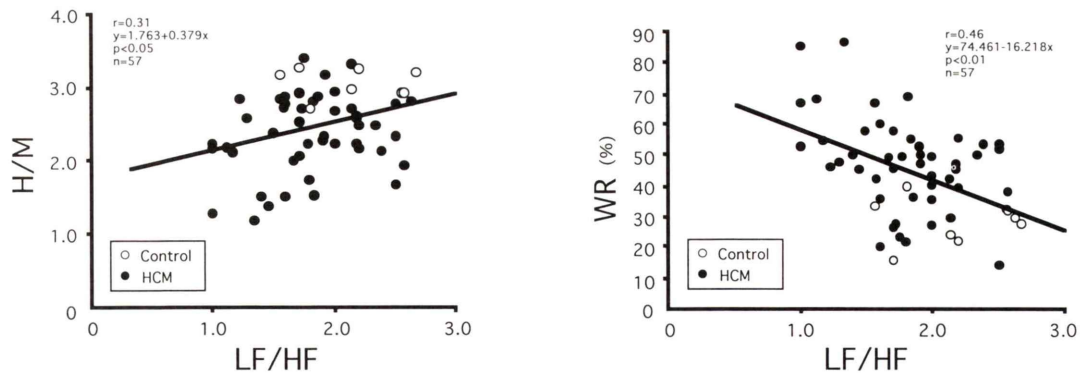 4.0
r=0.31
y=1.763+0.379x
p<0.05
n=57
3.0
2.0
1.0
0
H/M
Control
HCM
0
1.0
2.0
3.0
LF/HF
90
80
70
60
50
40
30
20
10
0
WR (%)
r=0.46
y=74.461-16.218x
p<0.01
n=57
Control
HCM
0
1.0
2.0
3.0
LF/HF